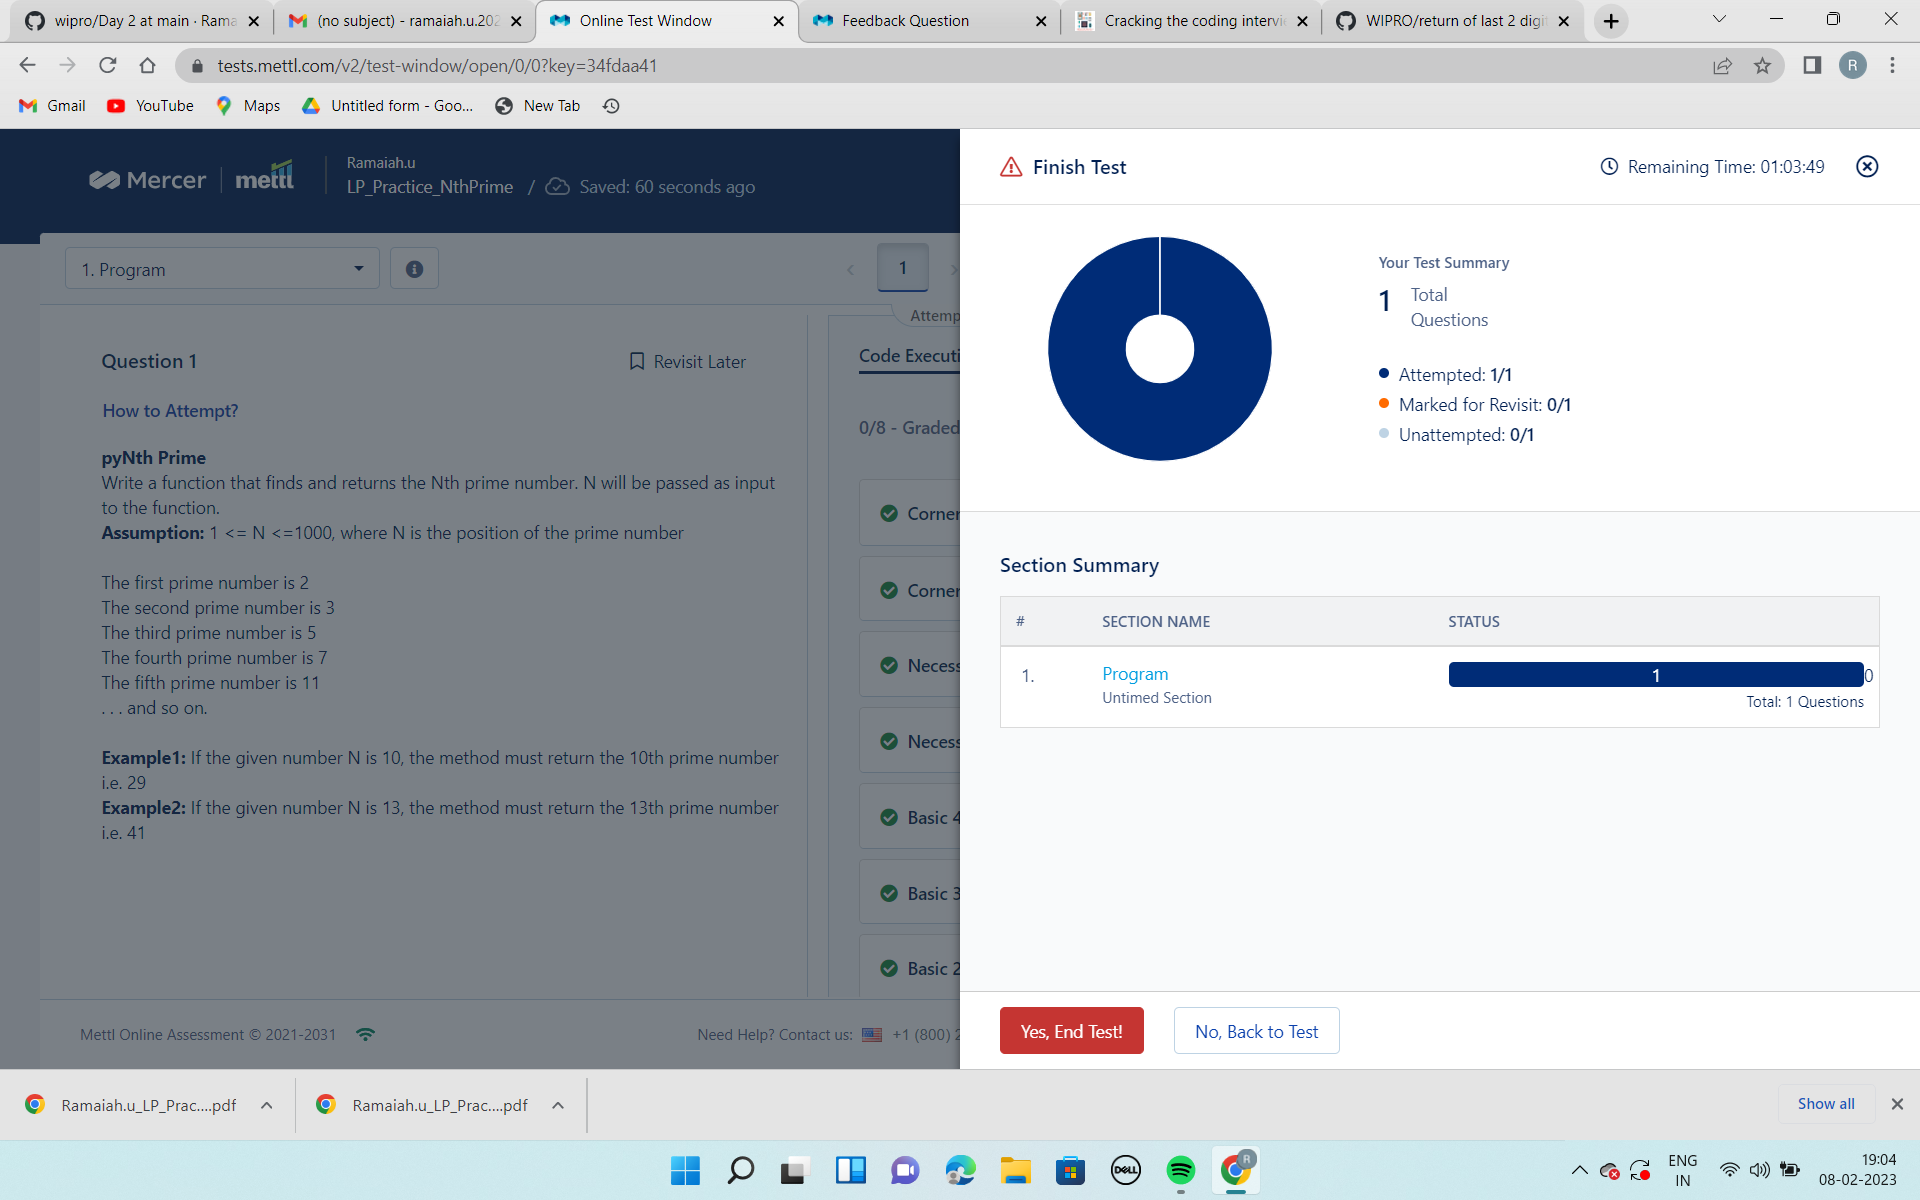 wipro/Day 2 at main · Rama
(no subject) - ramaiah.u.202
Online Test Window
Feedback Question
Cracking the coding intervi
WIPRO/return of last 2 digi
tests.mettl.com/v2/test-window/open/0/0?key=34fdaa41
R
Gmail
YouTube
Maps
Untitled form - Goo...
New Tab
Mercer
mettl
Ramaiah.u
LP_Practice_NthPrime / Saved: 60 seconds ago
1. Program
1
Attemp
Question 1
Revisit Later
Code Executi
How to Attempt?
0/8 - Graded
pyNth Prime
Write a function that finds and returns the Nth prime number. N will be passed as input
to the function.
Assumption: 1 <= N <=1000, where N is the position of the prime number
The first prime number is 2
The second prime number is 3
The third prime number is 5
The fourth prime number is 7
The fifth prime number is 11
. . . and so on.
Example1: If the given number N is 10, the method must return the 10th prime number
i.e. 29
Example2: If the given number N is 13, the method must return the 13th prime number
i.e. 41
Corner
Corner
Necess
Necess
Basic 4
Basic 3
Basic 2
Mettl Online Assessment © 2021-2031
Need Help? Contact us: +1 (800) 2
Finish Test
Remaining Time: 01:03:49
Your Test Summary
1 Total
Questions
Attempted: 1/1
Marked for Revisit: 0/1
Unattempted: 0/1
Section Summary
# SECTION NAME STATUS
1. Program 1 0
Untimed Section Total: 1 Questions
Yes, End Test!
No, Back to Test
Ramaiah.u_LP_Prac....pdf
Ramaiah.u_LP_Prac....pdf
Show all
DELL
R
ENG
IN
19:04
08-02-2023